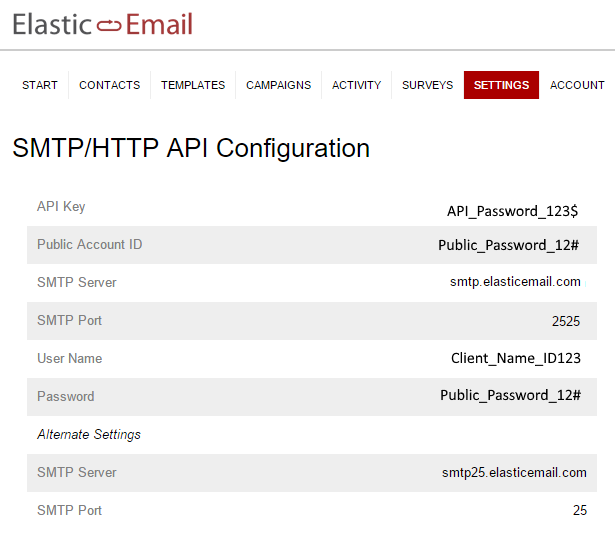 Elastic Email
START CONTACTS TEMPLATES CAMPAIGNS ACTIVITY SURVEYS SETTINGS ACCOUNT
SMTP/HTTP API Configuration
API Key API_Password_123$
Public Account ID Public_Password_12#
SMTP Server smtp.elasticemail.com
SMTP Port 2525
User Name Client_Name_ID123
Password Public_Password_12#
Alternate Settings
SMTP Server smtp25.elasticemail.com
SMTP Port 25